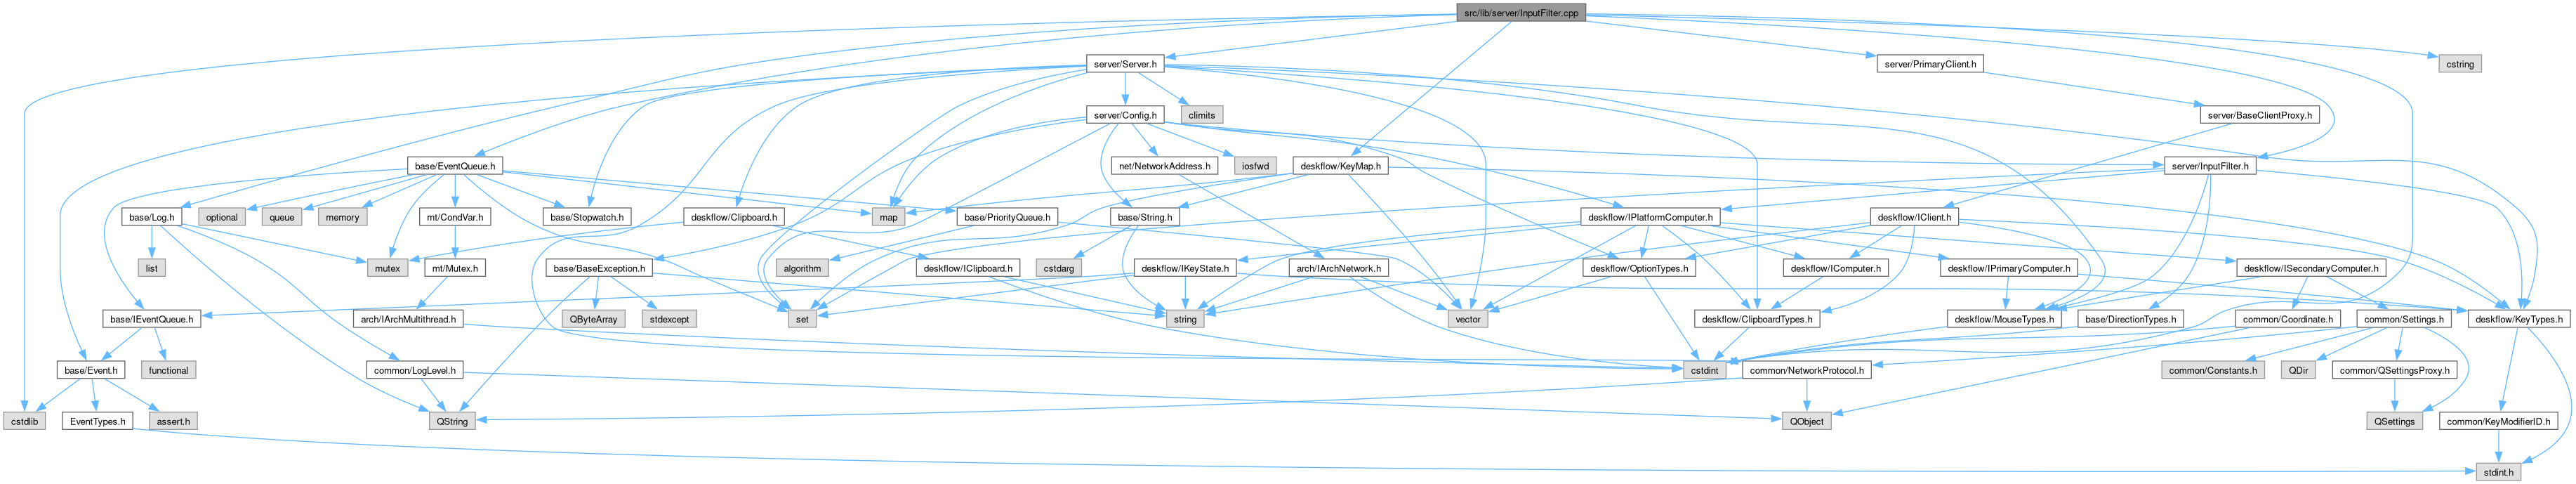 src/lib/server/InputFilter.cpp
server/Server.h
server/PrimaryClient.h
cstring
server/Config.h
climits
server/BaseClientProxy.h
base/EventQueue.h
net/NetworkAddress.h
iosfwd
deskflow/KeyMap.h
server/InputFilter.h
base/Log.h
optional
queue
memory
mt/CondVar.h
base/Stopwatch.h
deskflow/Clipboard.h
map
base/PriorityQueue.h
base/String.h
deskflow/IPlatformComputer.h
deskflow/IClient.h
list
mutex
mt/Mutex.h
base/BaseException.h
algorithm
deskflow/IClipboard.h
cstdarg
deskflow/IKeyState.h
arch/IArchNetwork.h
deskflow/OptionTypes.h
deskflow/IComputer.h
deskflow/IPrimaryComputer.h
deskflow/ISecondaryComputer.h
base/IEventQueue.h
arch/IArchMultithread.h
QByteArray
stdexcept
set
string
vector
deskflow/ClipboardTypes.h
deskflow/MouseTypes.h
base/DirectionTypes.h
common/Coordinate.h
common/Settings.h
deskflow/KeyTypes.h
base/Event.h
functional
common/LogLevel.h
cstdint
common/NetworkProtocol.h
common/Constants.h
QDir
common/QSettingsProxy.h
cstdlib
EventTypes.h
assert.h
QString
QObject
QSettings
common/KeyModifierID.h
stdint.h